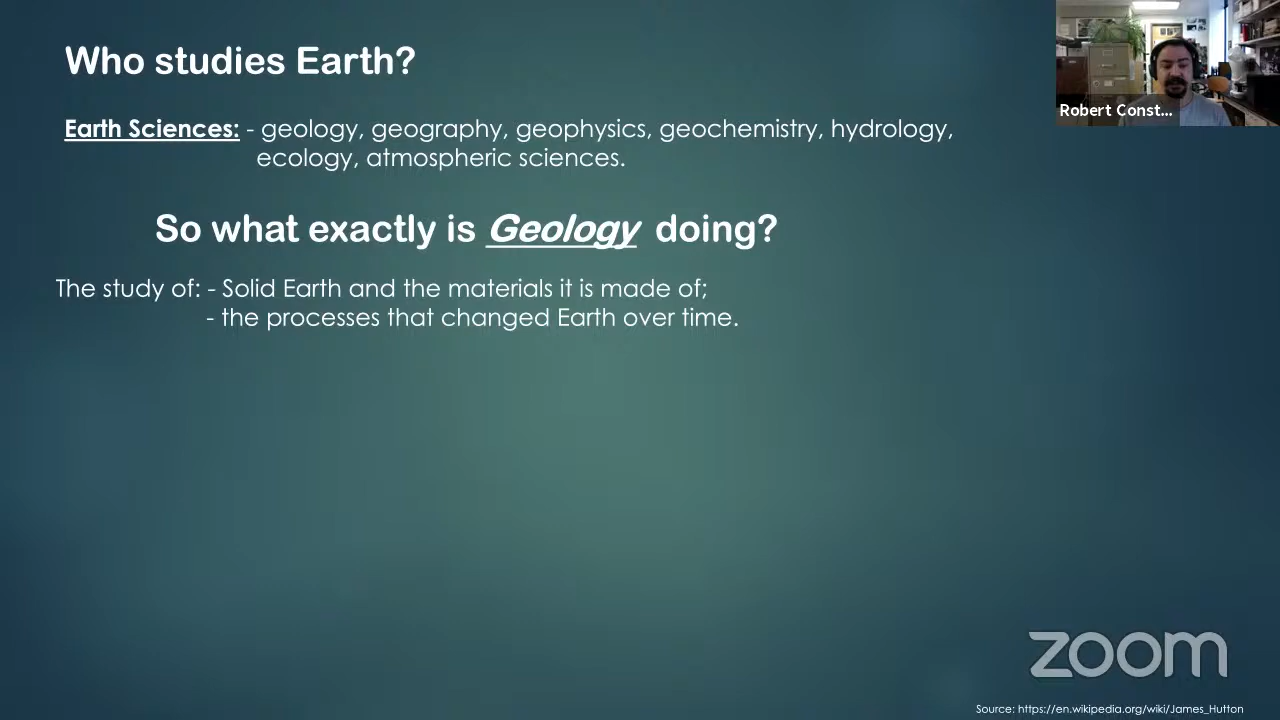 Who studies Earth?
Robert Const...
Earth Sciences: - geology, geography, geophysics, geochemistry, hydrology,
ecology, atmospheric sciences.
So what exactly is Geology doing?
The study of: - Solid Earth and the materials it is made of;
- the processes that changed Earth over time.
zoom
Source: https://en.wikipedia.org/wiki/James_Hutton